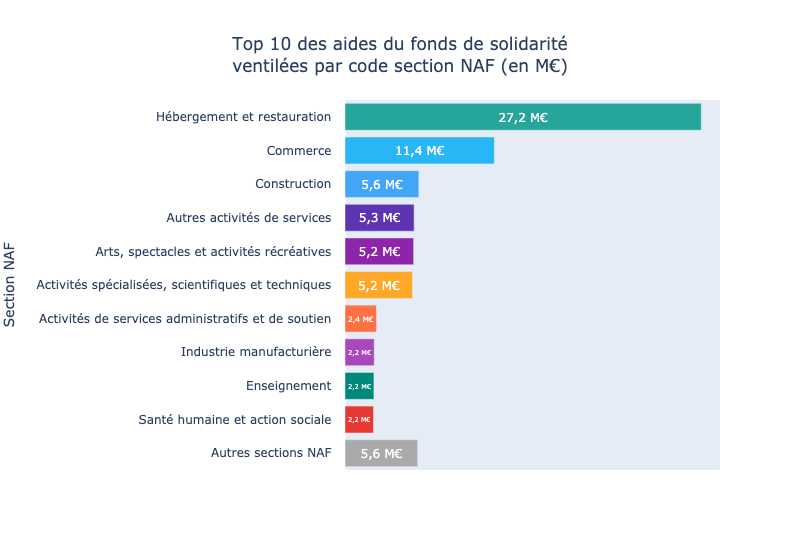 Top 10 des aides du fonds de solidarité
ventilées par code section NAF (en M€)
Section NAF
Hébergement et restauration 27,2 M€
Commerce 11,4 M€
Construction 5,6 M€
Autres activités de services 5,3 M€
Arts, spectacles et activités récréatives 5,2 M€
Activités spécialisées, scientifiques et techniques 5,2 M€
Activités de services administratifs et de soutien 2,4 M€
Industrie manufacturière 2,2 M€
Enseignement 2,2 M€
Santé humaine et action sociale 2,2 M€
Autres sections NAF 5,6 M€